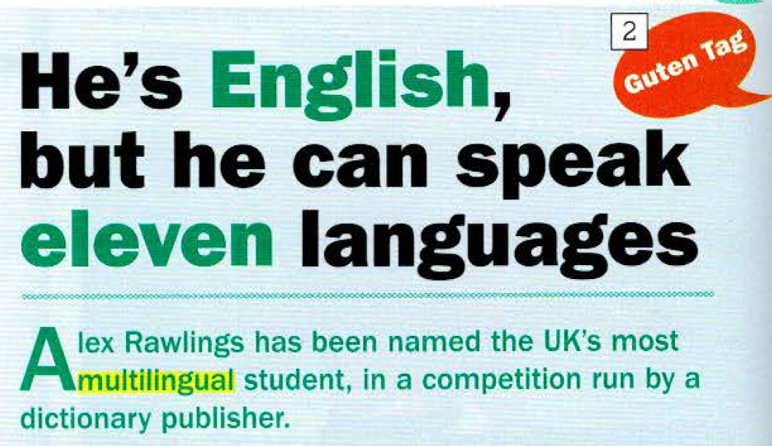 2
Guten Tag
He's English,
but he can speak
eleven languages
Alex Rawlings has been named the UK's most
multilingual student, in a competition run by a
dictionary publisher.